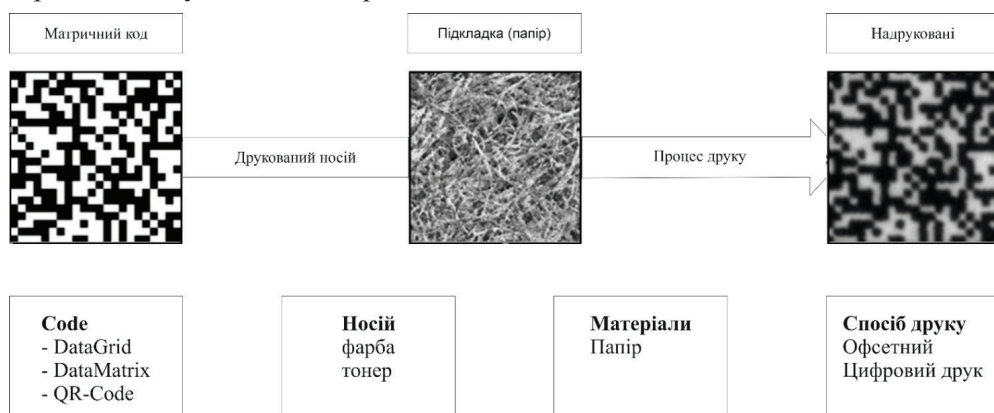 Матричний код
Підкладка (папір)
Надруковані
Друкований носій
Процес друку
Code
- DataGrid
- DataMatrix
- QR-Code
Носій
фарба
тонер
Матеріали
Папір
Спосіб друку
Офсетний
Цифровий друк